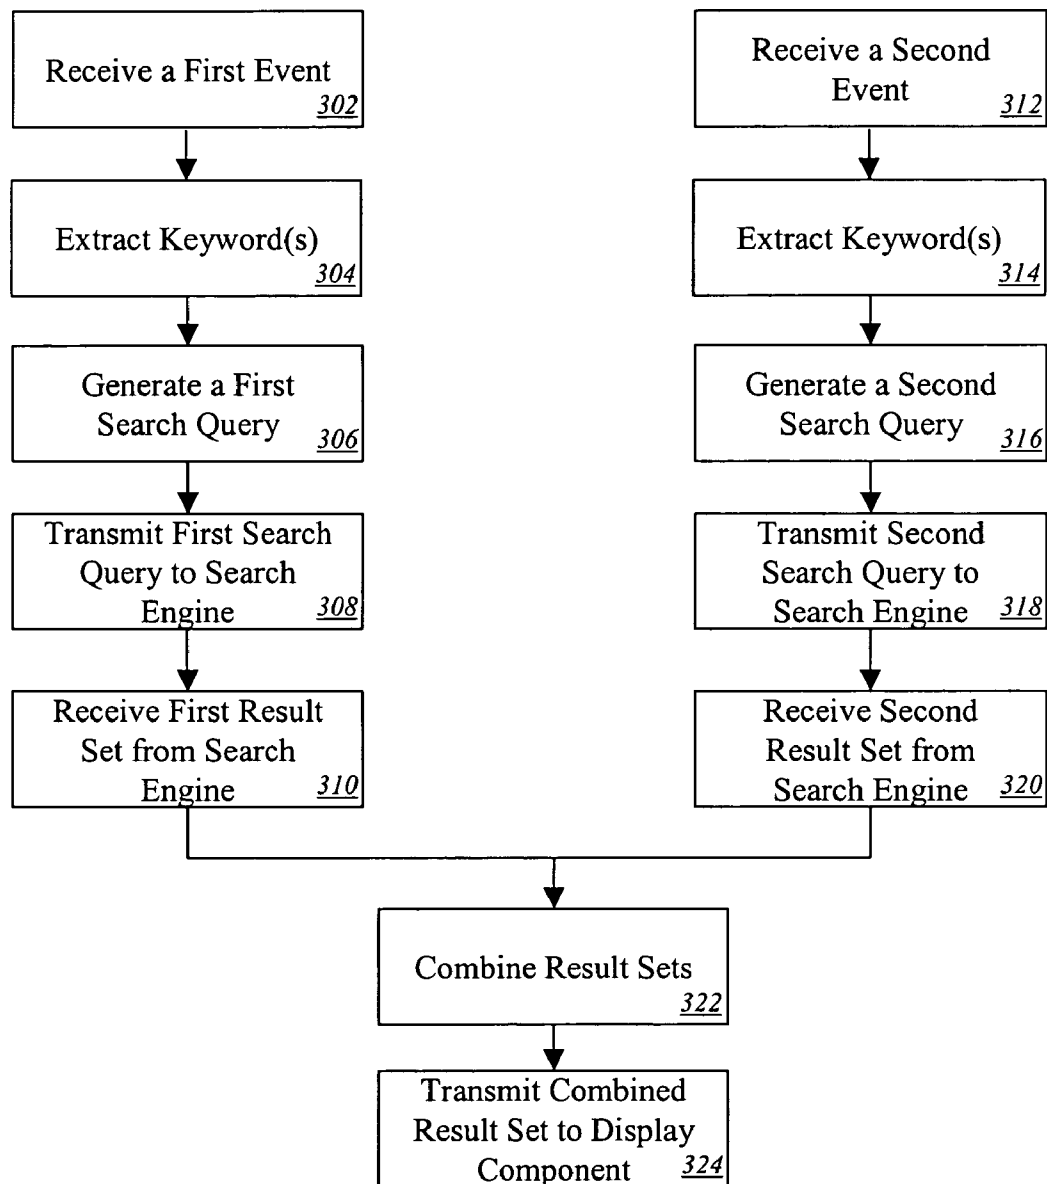 Receive a First Event
302
Extract Keyword(s)
304
Generate a First
Search Query
306
Transmit First Search
Query to Search
Engine
308
Receive First Result
Set from Search
Engine
310
Receive a Second
Event
312
Extract Keyword(s)
314
Generate a Second
Search Query
316
Transmit Second
Search Query to
Search Engine
318
Receive Second
Result Set from
Search Engine
320
Combine Result Sets
322
Transmit Combined
Result Set to Display
Component
324